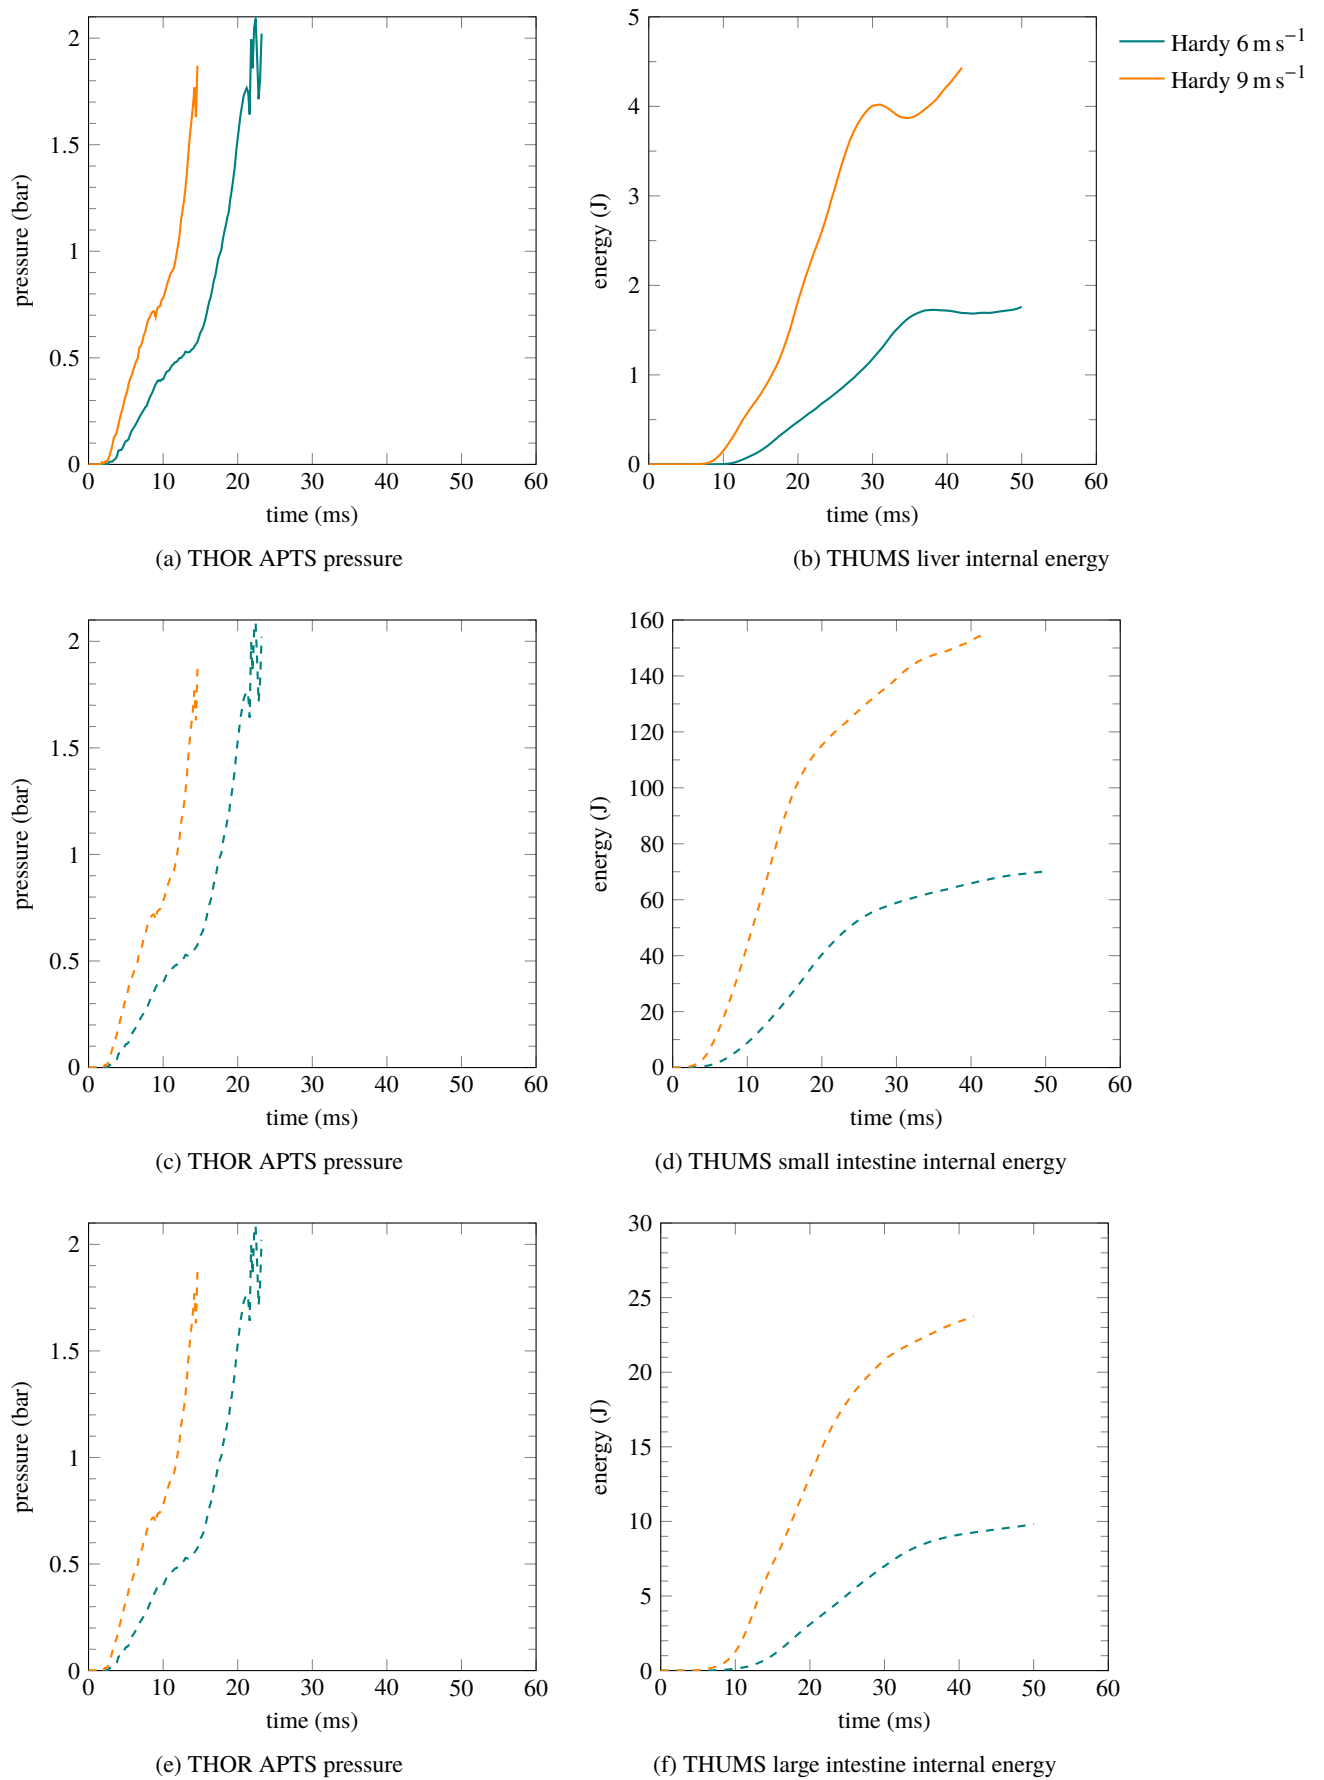 2
1.5
1
0.5
0
0 10 20 30 40 50 60
pressure (bar)
time (ms)
(a) THOR APTS pressure
5
4
3
2
1
0
0 10 20 30 40 50 60
energy (J)
time (ms)
(b) THUMS liver internal energy
Hardy 6 m s⁻¹
Hardy 9 m s⁻¹
2
1.5
1
0.5
0
0 10 20 30 40 50 60
pressure (bar)
time (ms)
(c) THOR APTS pressure
160
140
120
100
80
60
40
20
0
0 10 20 30 40 50 60
energy (J)
time (ms)
(d) THUMS small intestine internal energy
2
1.5
1
0.5
0
0 10 20 30 40 50 60
pressure (bar)
time (ms)
(e) THOR APTS pressure
30
25
20
15
10
5
0
0 10 20 30 40 50 60
energy (J)
time (ms)
(f) THUMS large intestine internal energy